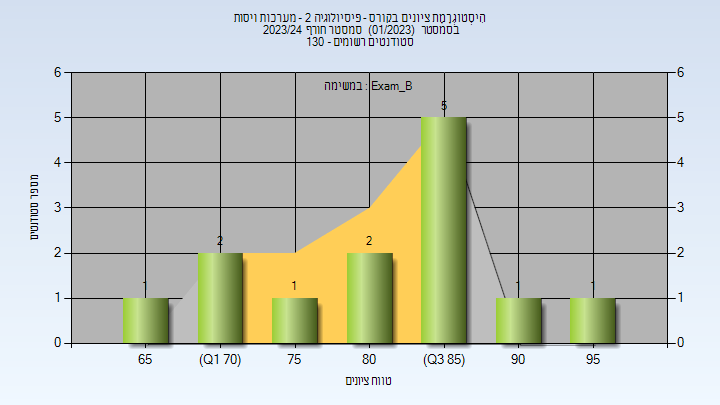 היסטוגרמת ציונים בקורס - פיסיולוגיה 2 - מערכות ויסות
בסמסטר (01/2023) סמסטר חורף 2023/24
סטודנטים רשומים - 130
במשימה : Exam_B
מספר סטודנטים
6 6
5 5
4 4
3 3
2 2
1 1
0 0
1 2 1 2 5 1 1
65 (Q1 70) 75 80 (Q3 85) 90 95
טווח ציונים